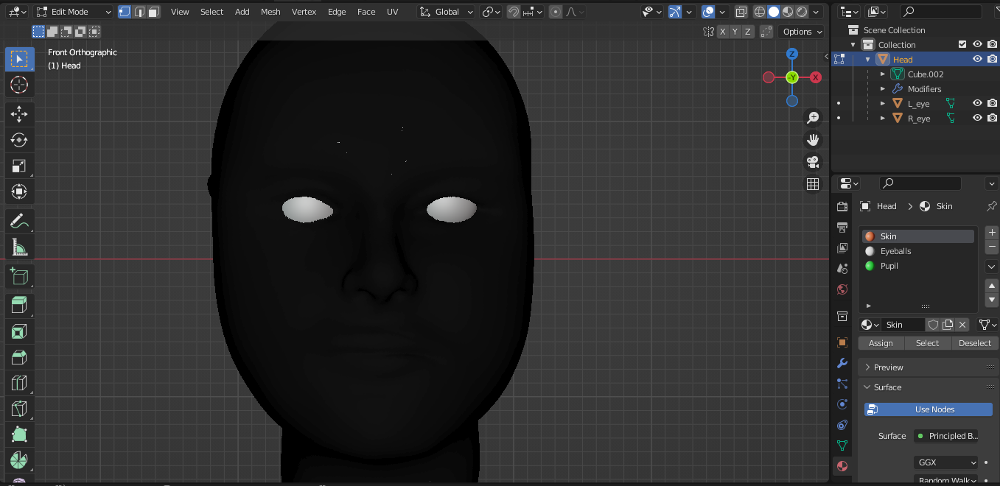 Edit Mode View Select Add Mesh Vertex Edge Face UV Global
X Y Z Options
Front Orthographic
(1) Head
Z
-Y X
Scene Collection
Collection
Head
Cube.002
Modifiers
L_eye
R_eye
Head > Skin
Skin
Eyeballs
Pupil
Skin
Assign Select Deselect
Preview
Surface
Use Nodes
Surface Principled B...
GGX
Random Walk